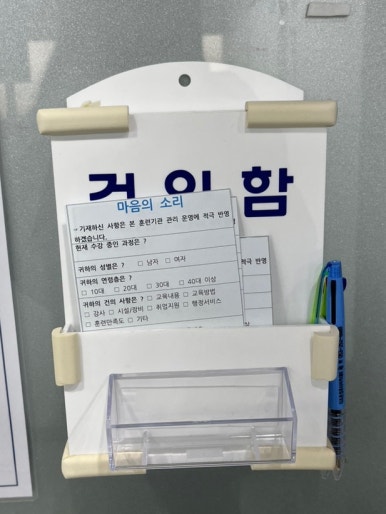 건의함
마음의 소리
기재하신 사항은 본 훈련기관 관리 운영에 적극 반영
하겠습니다.
현재 수강 중인 과정은 ?
귀하의 성별은 ? □ 남자 □ 여자
귀하의 연령층은 ?
□ 10대 □ 20대 □ 30대 □ 40대 이상
귀하의 건의 사항은 ? □ 교육내용 □ 교육방법
□ 강사 □ 시설/장비 □ 취업지원 □ 행정서비스
□ 훈련만족도 □ 기타